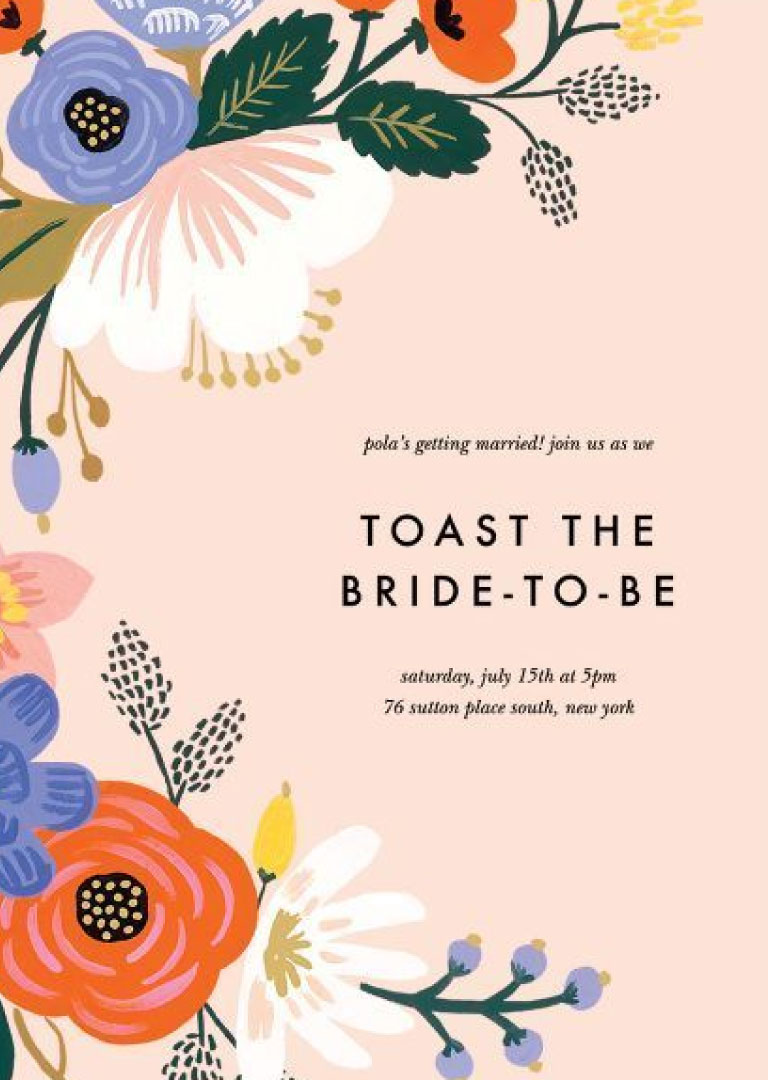 pola's getting married! join us as we
TOAST THE
BRIDE-TO-BE
saturday, july 15th at 5pm
76 sutton place south, new york